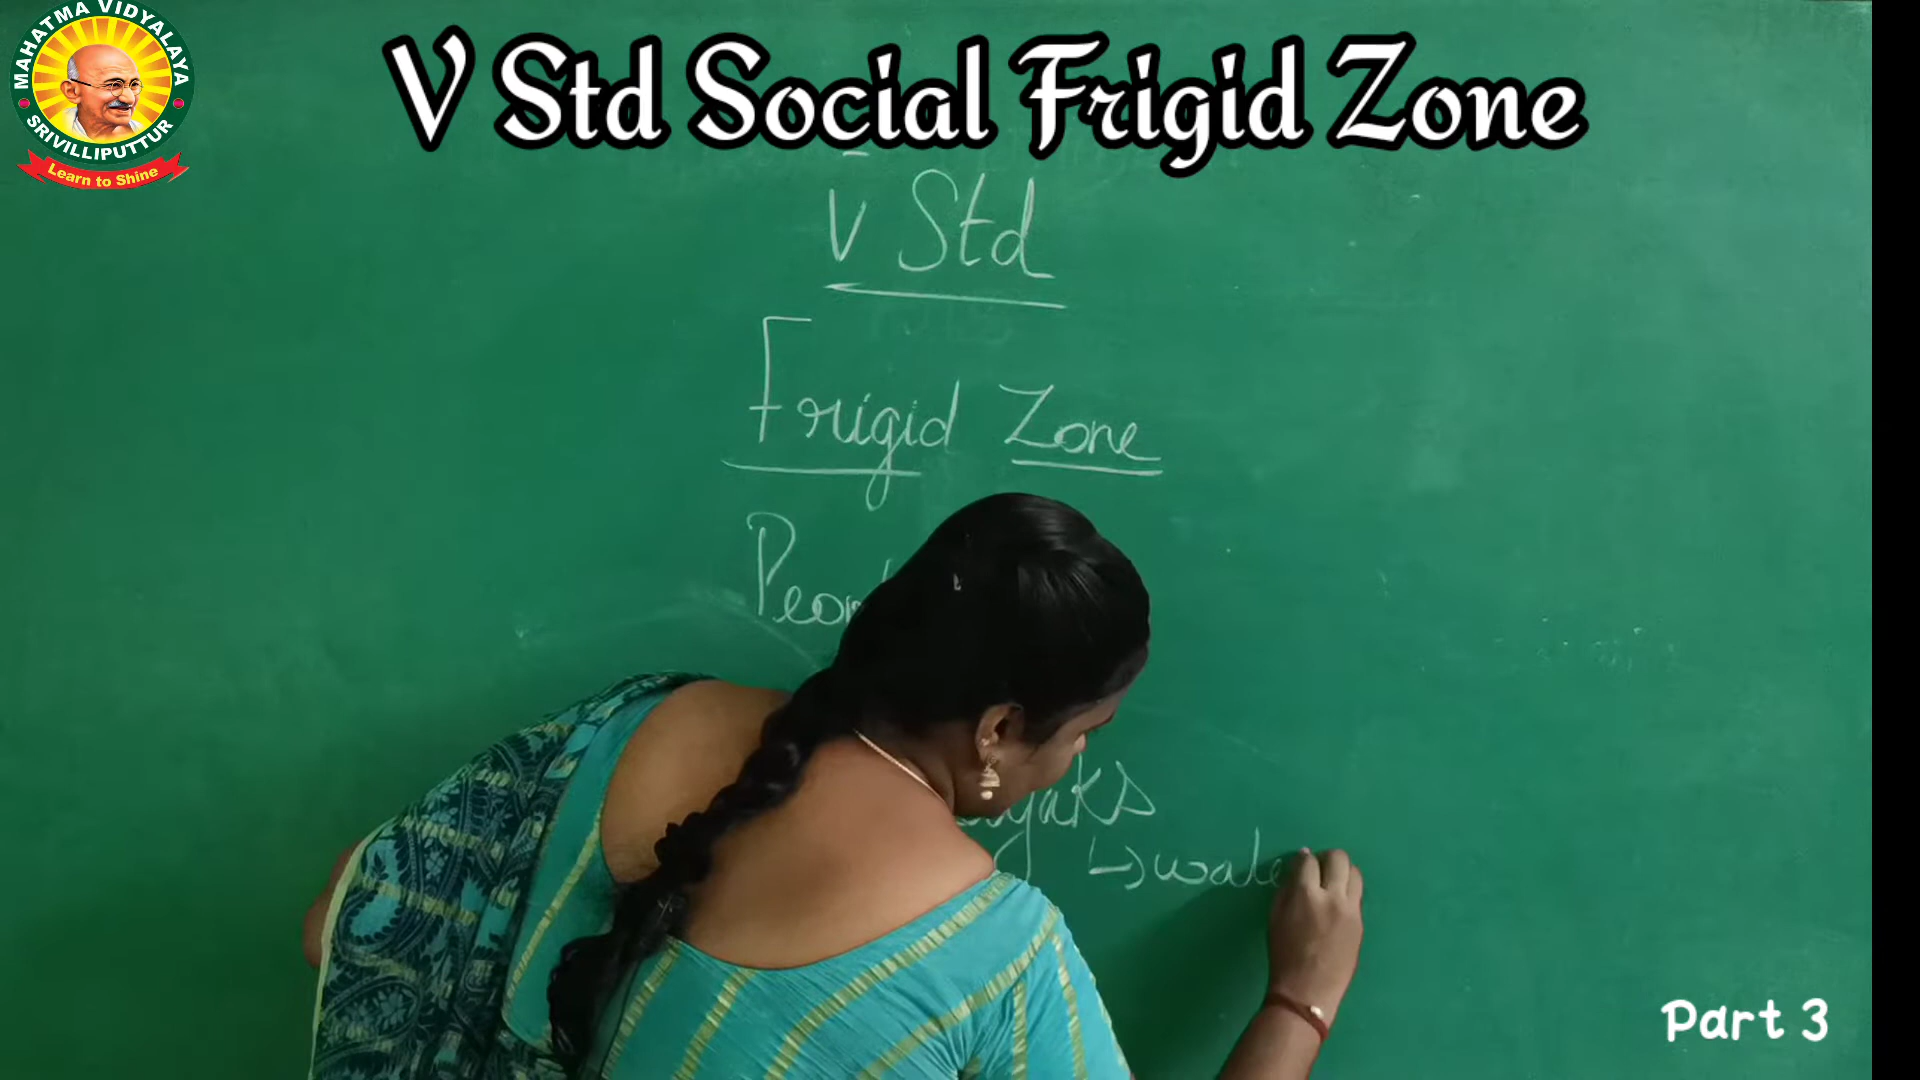 MAHATMA VIDYALAYA
SRIVILLIPUTTUR
Learn to Shine
V Std Social Frigid Zone
V Std
Frigid Zone
Part 3